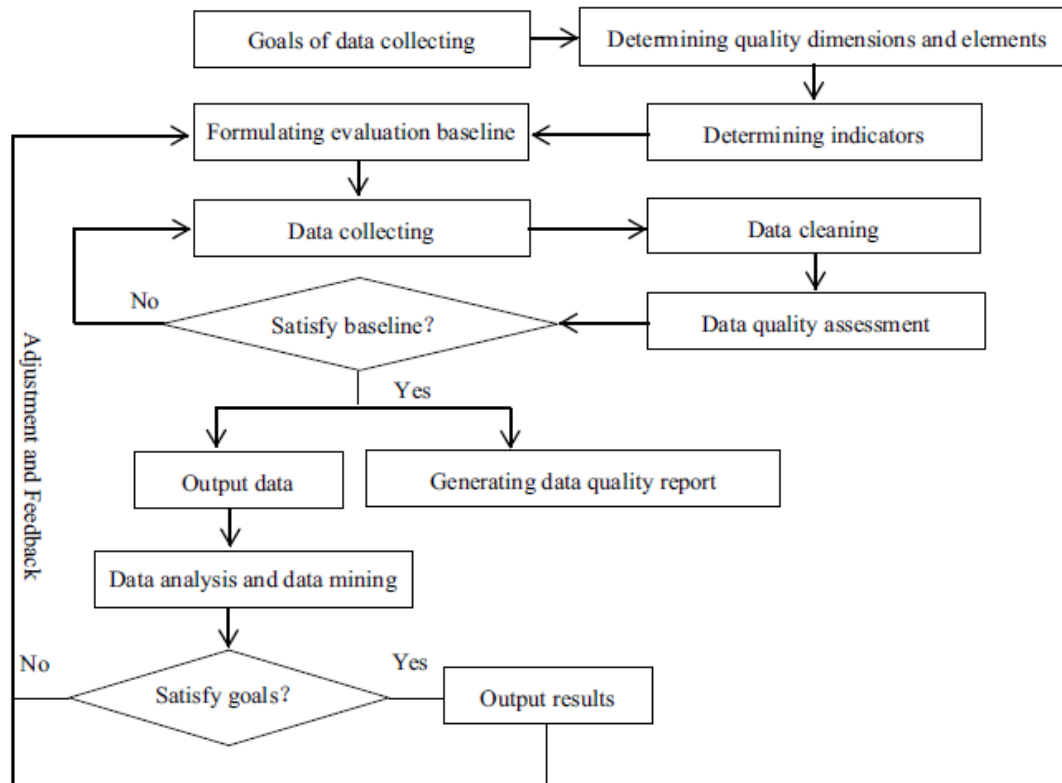 Goals of data collecting
Determining quality dimensions and elements
Formulating evaluation baseline
Determining indicators
Data collecting
Data cleaning
No
Satisfy baseline?
Data quality assessment
Adjustment and Feedback
Yes
Output data
Generating data quality report
Data analysis and data mining
No
Yes
Satisfy goals?
Output results